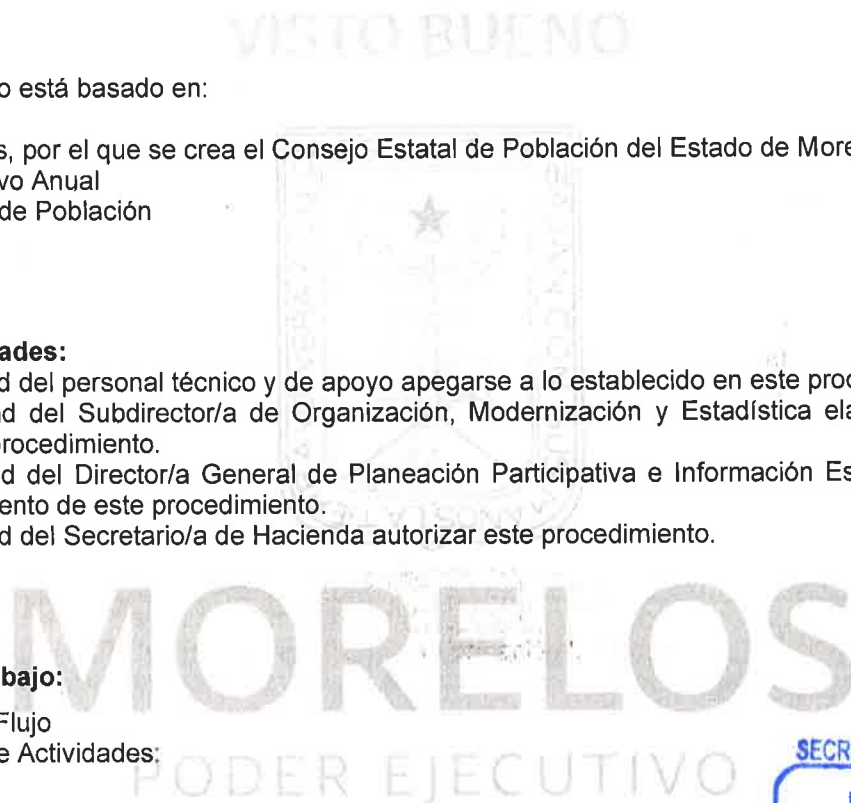 VISTO BUENO
o está basado en:
s, por el que se crea el Consejo Estatal de Población del Estado de More
vo Anual
de Población
ades:
d del personal técnico y de apoyo apegarse a lo establecido en este proc
ad del Subdirector/a de Organización, Modernización y Estadística ela
procedimiento.
d del Director/a General de Planeación Participativa e Información Es
ento de este procedimiento.
d del Secretario/a de Hacienda autorizar este procedimiento.
MORELOS
bajo:
Flujo
e Actividades:
PODER EJECUTIVO
SECR